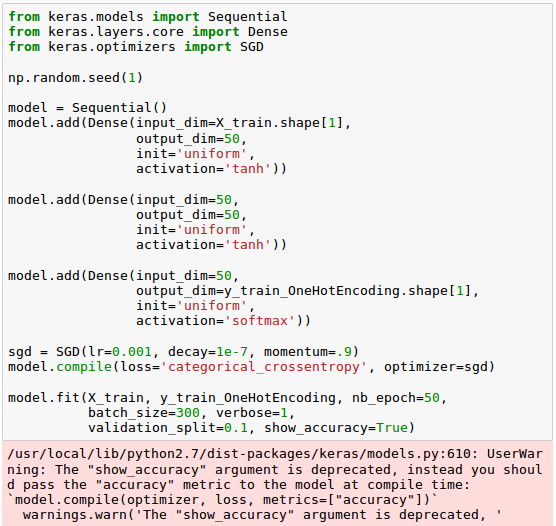 from keras.models import Sequential
from keras.layers.core import Dense
from keras.optimizers import SGD
np.random.seed(1)
model = Sequential()
model.add(Dense(input_dim=X_train.shape[1],
output_dim=50,
init='uniform',
activation='tanh'))
model.add(Dense(input_dim=50,
output_dim=50,
init='uniform',
activation='tanh'))
model.add(Dense(input_dim=50,
output_dim=y_train_OneHotEncoding.shape[1],
init='uniform',
activation='softmax'))
sgd = SGD(lr=0.001, decay=1e-7, momentum=.9)
model.compile(loss='categorical_crossentropy', optimizer=sgd)
model.fit(X_train, y_train_OneHotEncoding, nb_epoch=50,
batch_size=300, verbose=1,
validation_split=0.1, show_accuracy=True)
/usr/local/lib/python2.7/dist-packages/keras/models.py:610: UserWar
ning: The "show_accuracy" argument is deprecated, instead you shoul
d pass the "accuracy" metric to the model at compile time:
`model.compile(optimizer, loss, metrics=["accuracy"])`
warnings.warn('The "show_accuracy" argument is deprecated, '